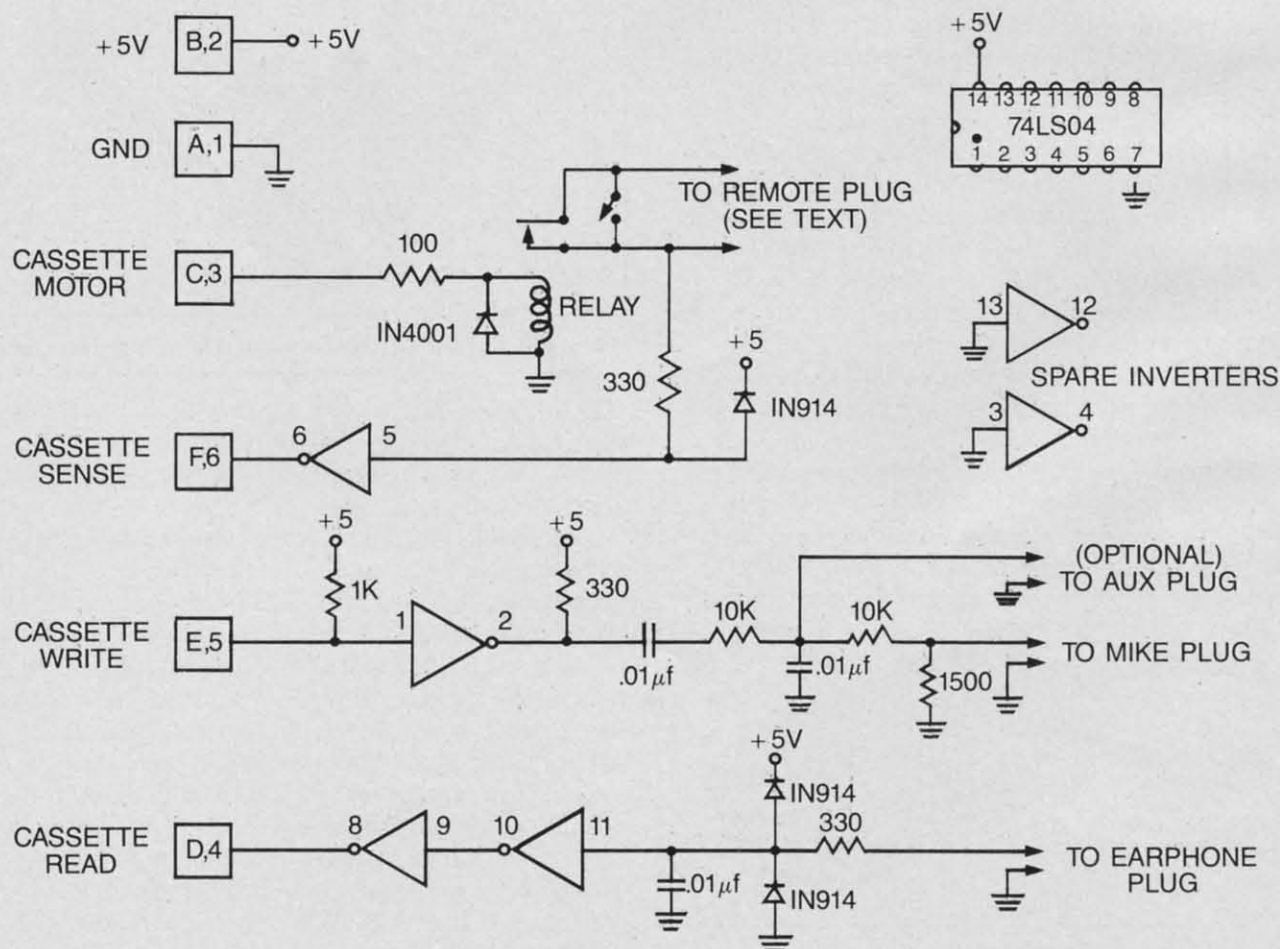 +5V
B,2
+5V
GND
A,1
+5V
14 13 12 11 10 9 8
74LS04
1 2 3 4 5 6 7
TO REMOTE PLUG
(SEE TEXT)
CASSETTE
MOTOR
C,3
100
IN4001
RELAY
330
+5
IN914
13
12
SPARE INVERTERS
3
4
CASSETTE
SENSE
F,6
6
5
+5
1K
+5
330
CASSETTE
WRITE
E,5
1
2
.01μf
10K
.01μf
10K
1500
(OPTIONAL)
TO AUX PLUG
TO MIKE PLUG
CASSETTE
READ
D,4
8
9
10
11
.01μf
+5V
IN914
330
IN914
TO EARPHONE
PLUG